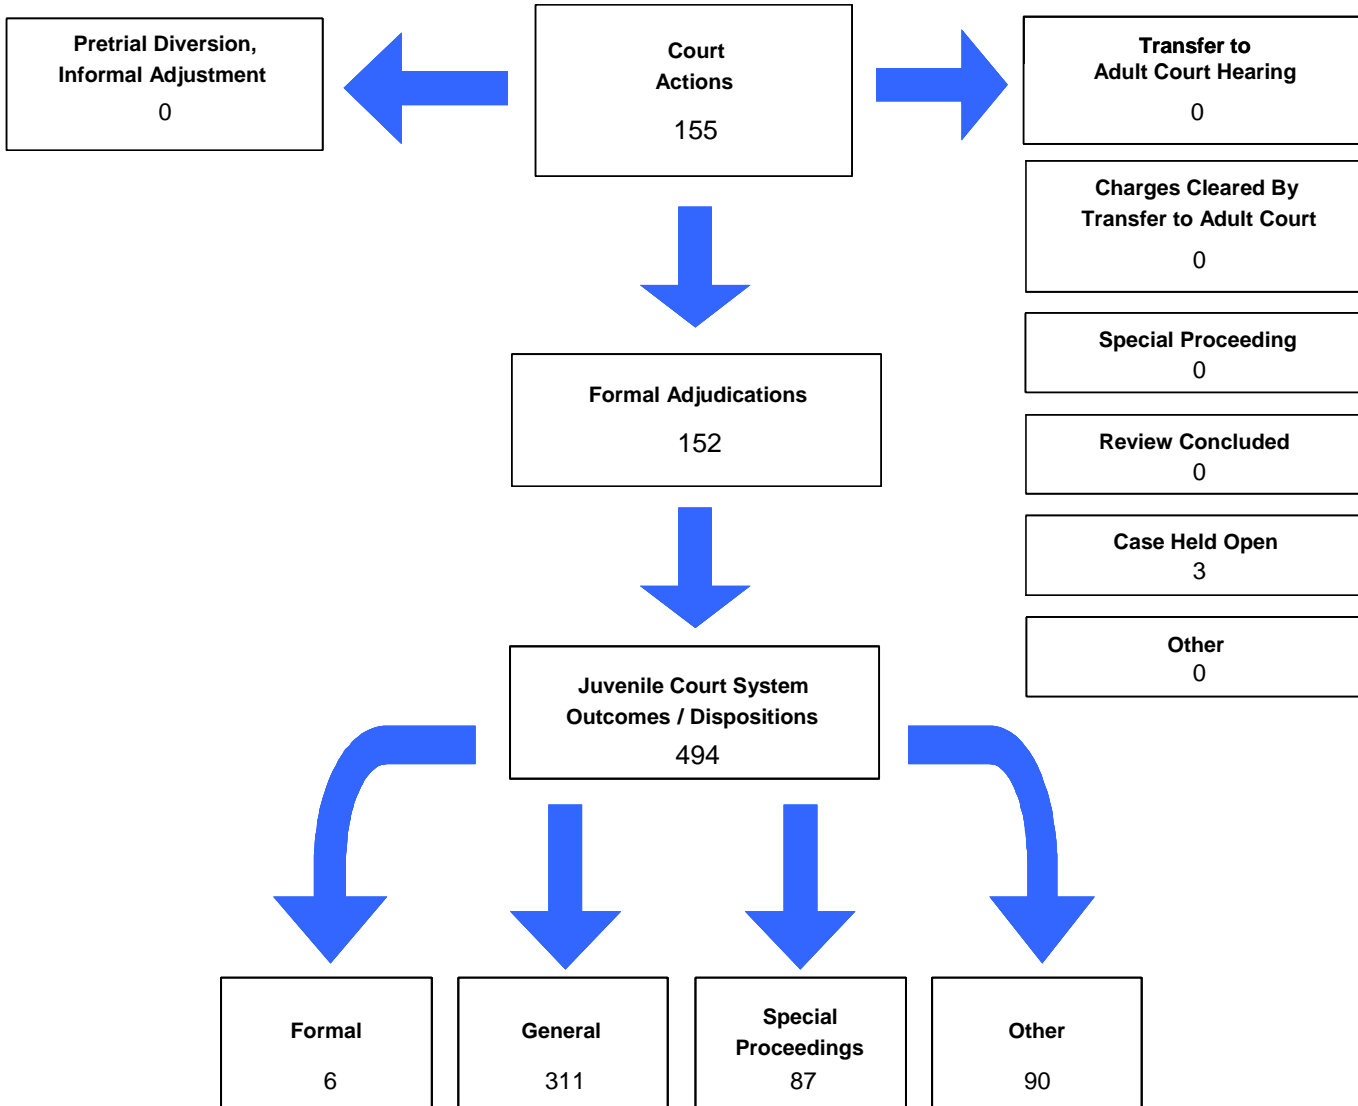 Pretrial Diversion,
Informal Adjustment
0
Court
Actions
155
Transfer to
Adult Court Hearing
0
Charges Cleared By
Transfer to Adult Court
0
Special Proceeding
0
Review Concluded
0
Case Held Open
3
Other
0
Formal Adjudications
152
Juvenile Court System
Outcomes / Dispositions
494
Formal
6
General
311
Special
Proceedings
87
Other
90